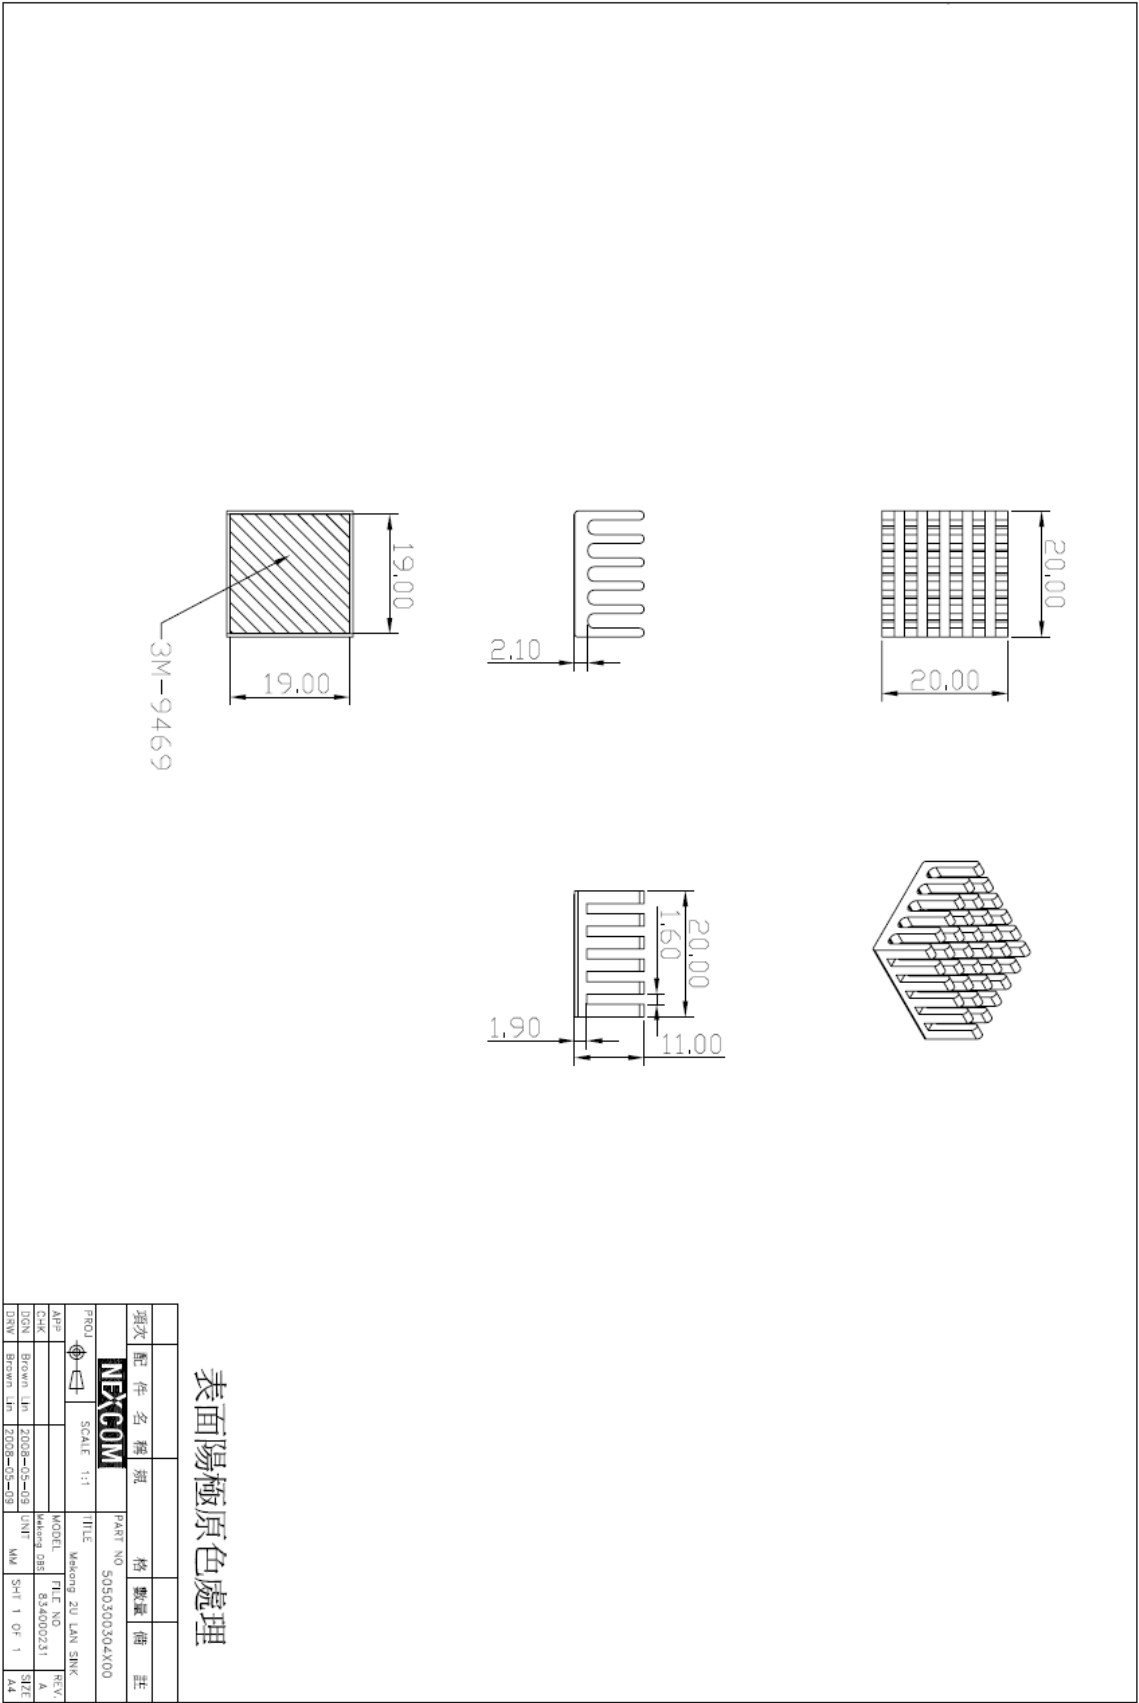 20.00
20.00
2.10
20.00
1.60
1.90
11.00
19.00
19.00
3M-9469
表面陽極原色處理
項次 配件名稱 規格 數量 備註
NEXCOM
PART NO 5050300304X00
PROJ
SCALE 1:1
TITLE Mekong 2U LAN SINK
APP
MODEL Mekong DBS
FILE NO 834000231
REV. A
CHK
DGN Brown Lin 2008-05-09
UNIT MM
SHT 1 OF 1
SIZE A4
DRW Brown Lin 2008-05-09